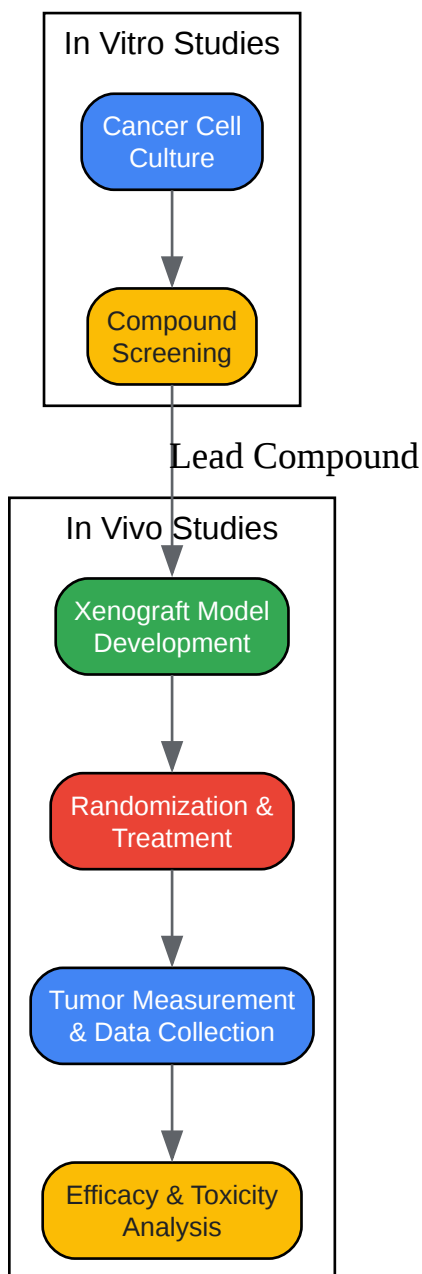 In Vitro Studies
Cancer Cell
Culture
Compound
Screening
Lead Compound
In Vivo Studies
Xenograft Model
Development
Randomization &
Treatment
Tumor Measurement
& Data Collection
Efficacy & Toxicity
Analysis